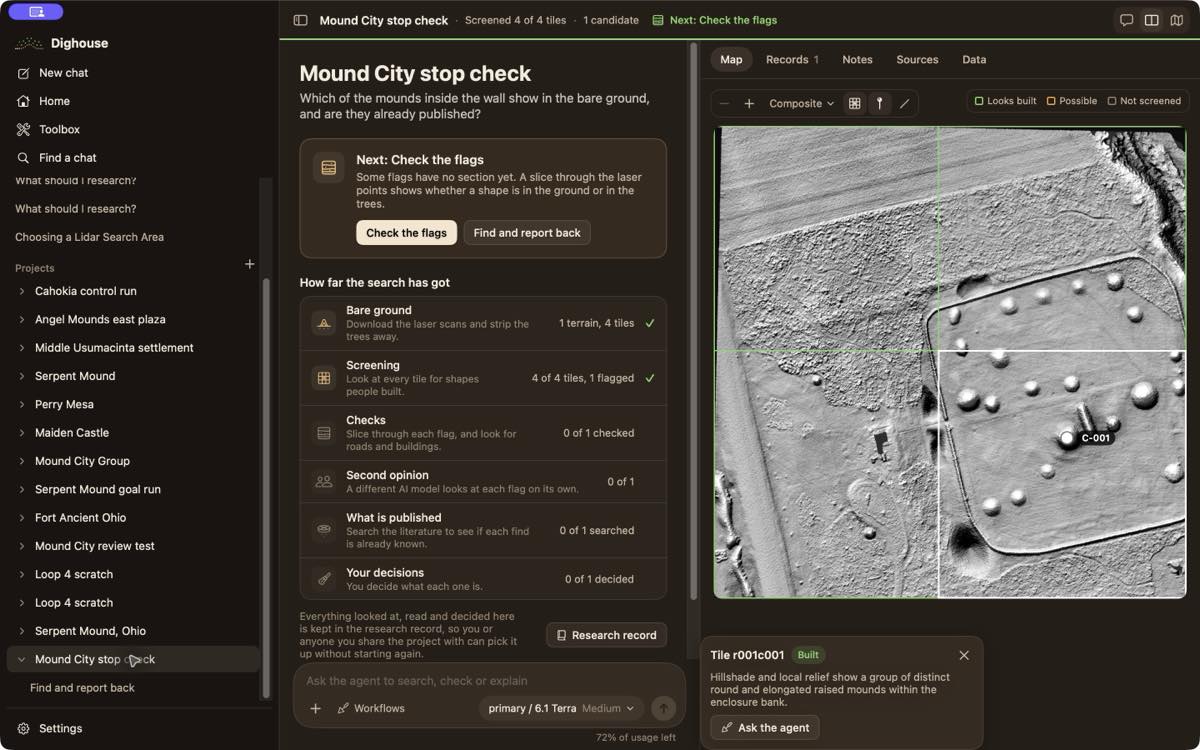 Dighouse
New chat
Home
Toolbox
Find a chat
What should I research?
What should I research?
Choosing a Lidar Search Area
Projects
Cahokia control run
Angel Mounds east plaza
Middle Usumacinta settlement
Serpent Mound
Perry Mesa
Maiden Castle
Mound City Group
Serpent Mound goal run
Fort Ancient Ohio
Mound City review test
Loop 4 scratch
Loop 4 scratch
Serpent Mound, Ohio
Mound City stop check
Find and report back
Settings
Mound City stop check · Screened 4 of 4 tiles · 1 candidate Next: Check the flags
Mound City stop check
Which of the mounds inside the wall show in the bare ground,
and are they already published?
Next: Check the flags
Some flags have no section yet. A slice through the laser
points shows whether a shape is in the ground or in the
trees.
Check the flags Find and report back
How far the search has got
Bare ground
Download the laser scans and strip the
trees away.
1 terrain, 4 tiles
Screening
Look at every tile for shapes
people built.
4 of 4 tiles, 1 flagged
Checks
Slice through each flag, and look for
roads and buildings.
0 of 1 checked
Second opinion
A different AI model looks at each flag on its own.
0 of 1
What is published
Search the literature to see if each find
is already known.
0 of 1 searched
Your decisions
You decide what each one is.
0 of 1 decided
Everything looked at, read and decided here
is kept in the research record, so you or
anyone you share the project with can pick it
up without starting again.
Research record
Ask the agent to search, check or explain
Workflows
primary / 6.1 Terra Medium
72% of usage left
Map Records 1 Notes Sources Data
Composite
Looks built Possible Not screened
C-001
Tile r001c001 Built
Hillshade and local relief show a group of distinct
round and elongated raised mounds within the
enclosure bank.
Ask the agent